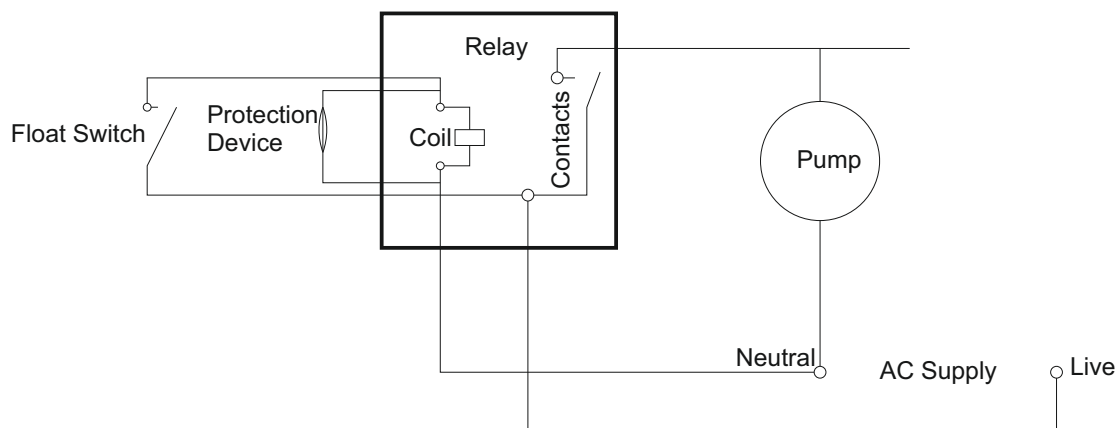 Relay
Float Switch
Protection
Device
Coil
Contacts
Pump
Neutral
AC Supply
Live